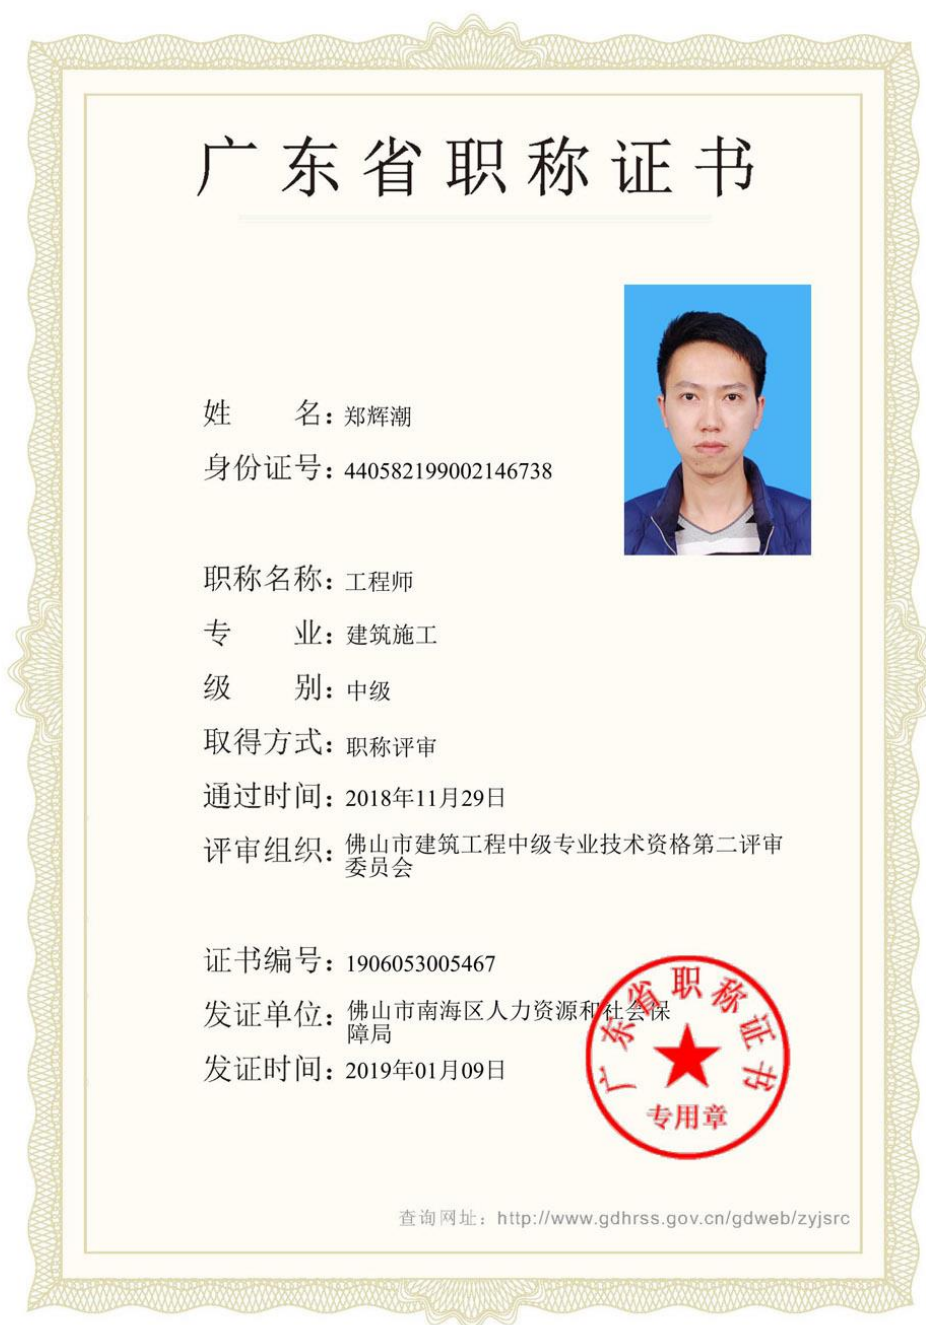 广东省职称证书
姓名：郑辉潮
身份证号：440582199002146738
职称名称：工程师
专业：建筑施工
级别：中级
取得方式：职称评审
通过时间：2018年11月29日
评审组织：佛山市建筑工程中级专业技术资格第二评审
委员会
证书编号：1906053005467
发证单位：佛山市南海区人力资源和社会保
障局
发证时间：2019年01月09日
广东省职称证书
专用章
查询网址：http://www.gdhrss.gov.cn/gdweb/zyjsrc